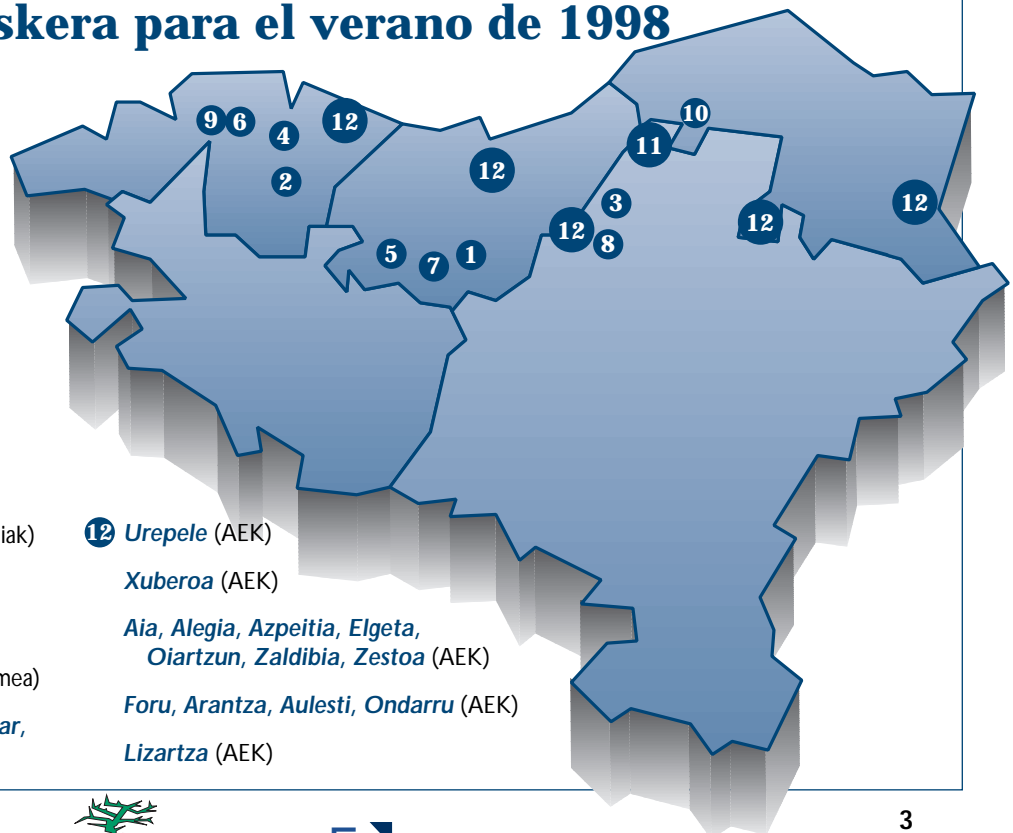 skera para el verano de 1998
9
6
4
12
2
12
5
7
1
12
3
8
11
10
12
12
iak)
mea)
ar,
12 Urepele (AEK)
Xuberoa (AEK)
Aia, Alegia, Azpeitia, Elgeta,
Oiartzun, Zaldibia, Zestoa (AEK)
Foru, Arantza, Aulesti, Ondarru (AEK)
Lizartza (AEK)
3